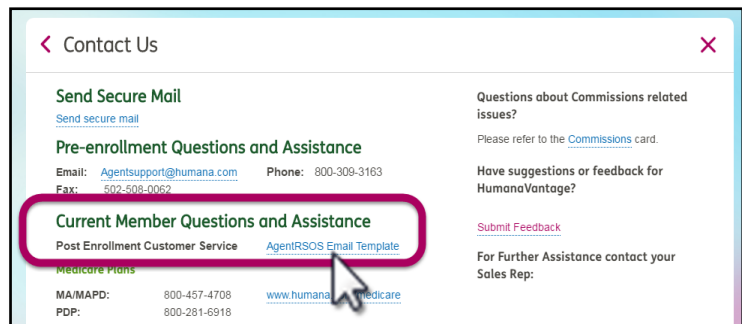 Contact Us
Send Secure Mail
Send secure mail
Pre-enrollment Questions and Assistance
Email: Agentsupport@humana.com Phone: 800-309-3163
Fax: 502-508-0062
Current Member Questions and Assistance
Post Enrollment Customer Service AgentRSOS Email Template
Medicare Plans
MA/MAPD: 800-457-4708 www.humana medicare
PDP: 800-281-6918
Questions about Commissions related
issues?
Please refer to the Commissions card.
Have suggestions or feedback for
HumanaVantage?
Submit Feedback
For Further Assistance contact your
Sales Rep: